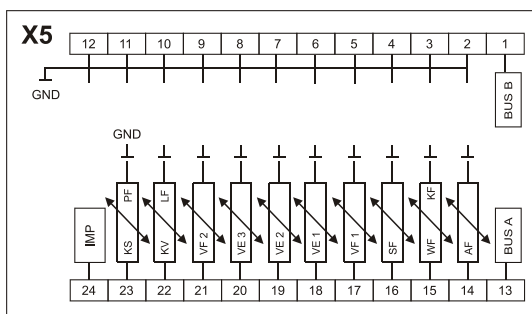 X5
12 11 10 9 8 7 6 5 4 3 2 1
GND
BUS B
GND
IMP
KS PF
KV LF
VF 2
VE 3
VE 2
VE 1
VF 1
SF
WF KF
AF
BUS A
24 23 22 21 20 19 18 17 16 15 14 13